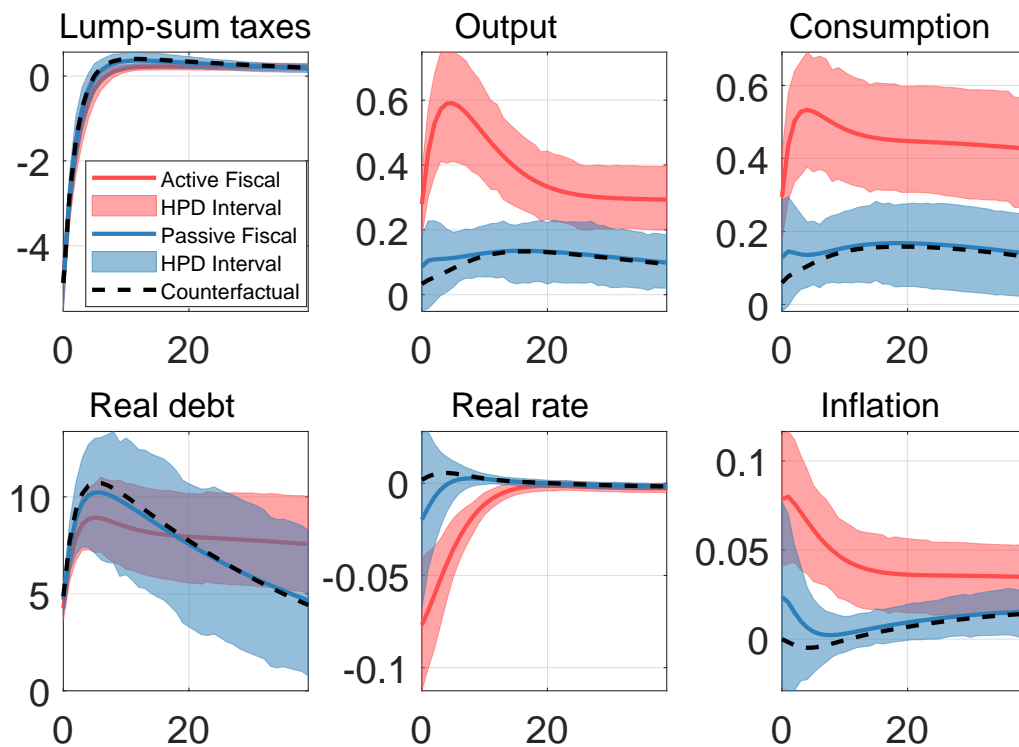 Lump-sum taxes
0
-2
-4
0
20
Active Fiscal
HPD Interval
Passive Fiscal
HPD Interval
Counterfactual
Output
0.6
0.4
0.2
0
0
20
Consumption
0.6
0.4
0.2
0
0
20
Real debt
10
5
0
0
20
Real rate
0
-0.05
-0.1
0
20
Inflation
0.1
0.05
0
0
20